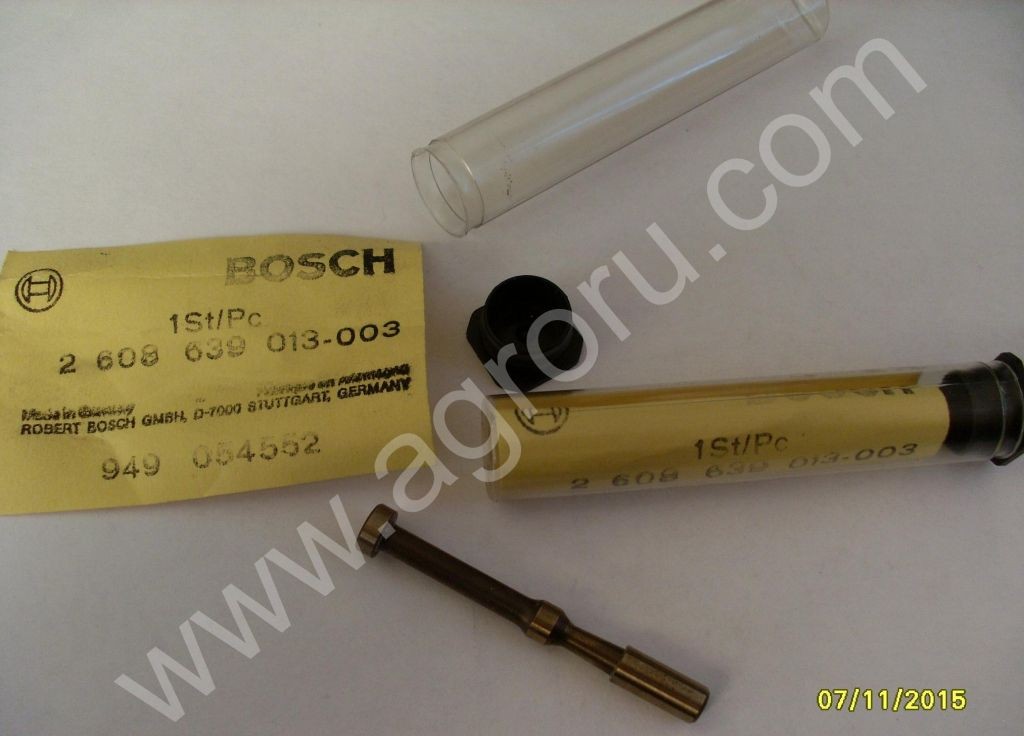 BOSCH
1St/Pc
2 608 639 013-003
Made in Germany
ROBERT BOSCH GMBH, D-7000 STUTTGART, GERMANY
949 054552
BOSCH
1St/Pc
2 608 639 013-003
www.agroru.com
07/11/2015